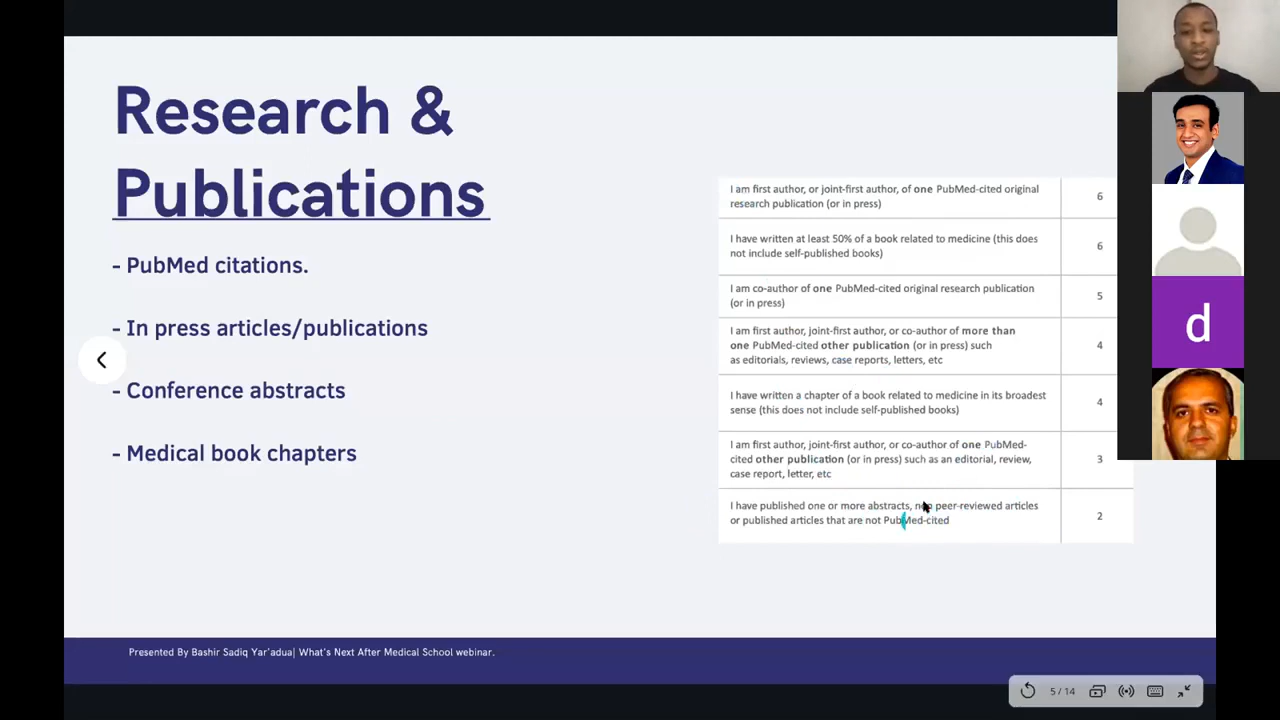 Research &
Publications
- PubMed citations.
- In press articles/publications
- Conference abstracts
- Medical book chapters
I am first author, or joint-first author, of one PubMed-cited original
research publication (or in press)
6
I have written at least 50% of a book related to medicine (this does
not include self-published books)
6
I am co-author of one PubMed-cited original research publication
(or in press)
5
I am first author, joint-first author, or co-author of more than
one PubMed-cited other publication (or in press) such
as editorials, reviews, case reports, letters, etc
4
I have written a chapter of a book related to medicine in its broadest
sense (this does not include self-published books)
4
I am first author, joint-first author, or co-author of one PubMed-
cited other publication (or in press) such as an editorial, review,
case report, letter, etc
3
I have published one or more abstracts, non peer-reviewed articles
or published articles that are not PubMed-cited
2
d
Presented By Bashir Sadiq Yar'adua| What's Next After Medical School webinar.
5 / 14